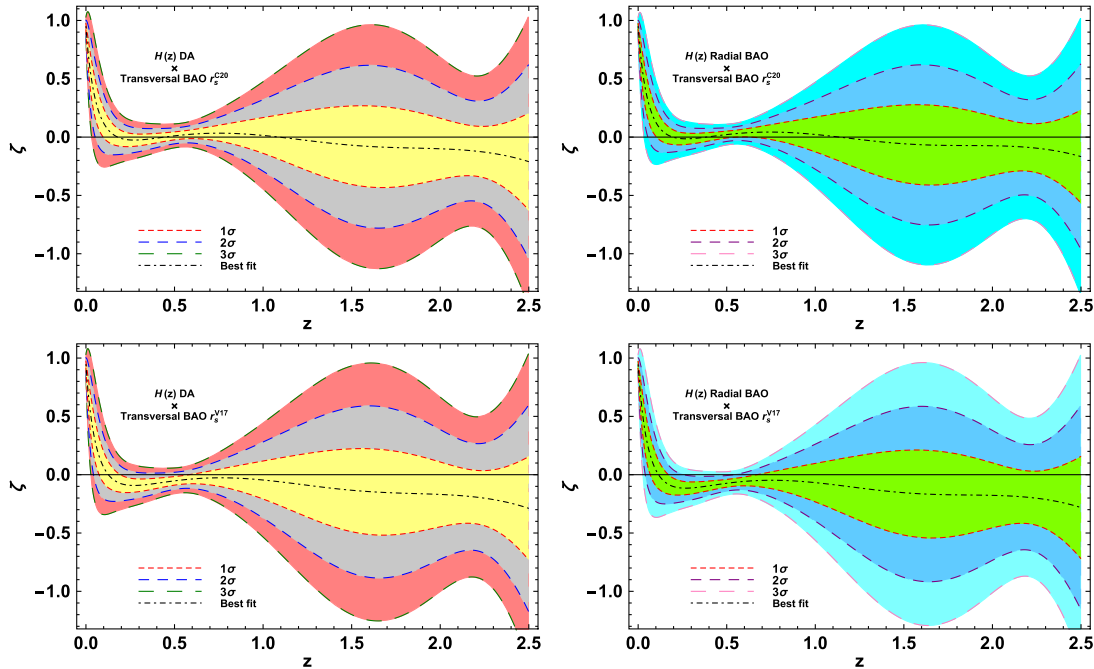 H(z) DA
×
Transversal BAO r_s^C20
1σ
2σ
3σ
Best fit
ζ
1.0
0.5
0.0
−0.5
−1.0
0.0 0.5 1.0 1.5 2.0 2.5
z
H(z) Radial BAO
×
Transversal BAO r_s^C20
1σ
2σ
3σ
Best fit
ζ
1.0
0.5
0.0
−0.5
−1.0
0.0 0.5 1.0 1.5 2.0 2.5
z
H(z) DA
×
Transversal BAO r_s^V17
1σ
2σ
3σ
Best fit
ζ
1.0
0.5
0.0
−0.5
−1.0
0.0 0.5 1.0 1.5 2.0 2.5
z
H(z) Radial BAO
×
Transversal BAO r_s^V17
1σ
2σ
3σ
Best fit
ζ
1.0
0.5
0.0
−0.5
−1.0
0.0 0.5 1.0 1.5 2.0 2.5
z